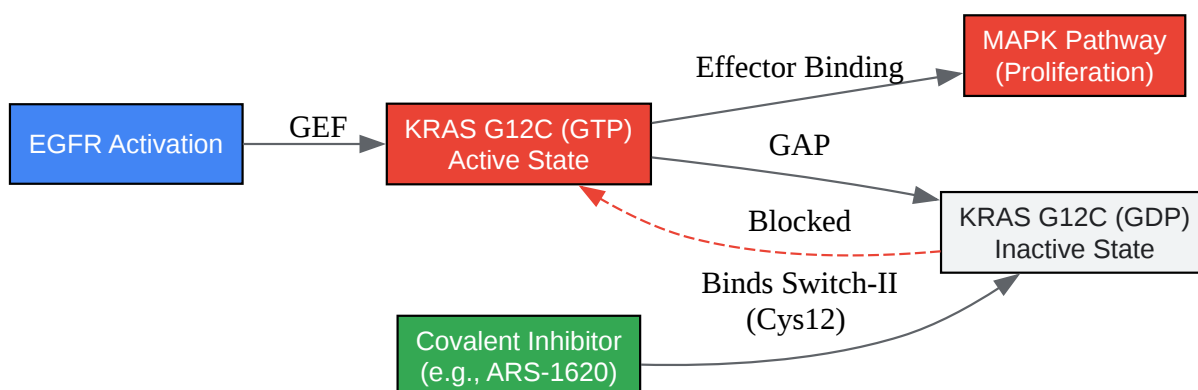 EGFR Activation
GEF
KRAS G12C (GTP)
Active State
Effector Binding
MAPK Pathway
(Proliferation)
GAP
KRAS G12C (GDP)
Inactive State
Blocked
Binds Switch-II
(Cys12)
Covalent Inhibitor
(e.g., ARS-1620)